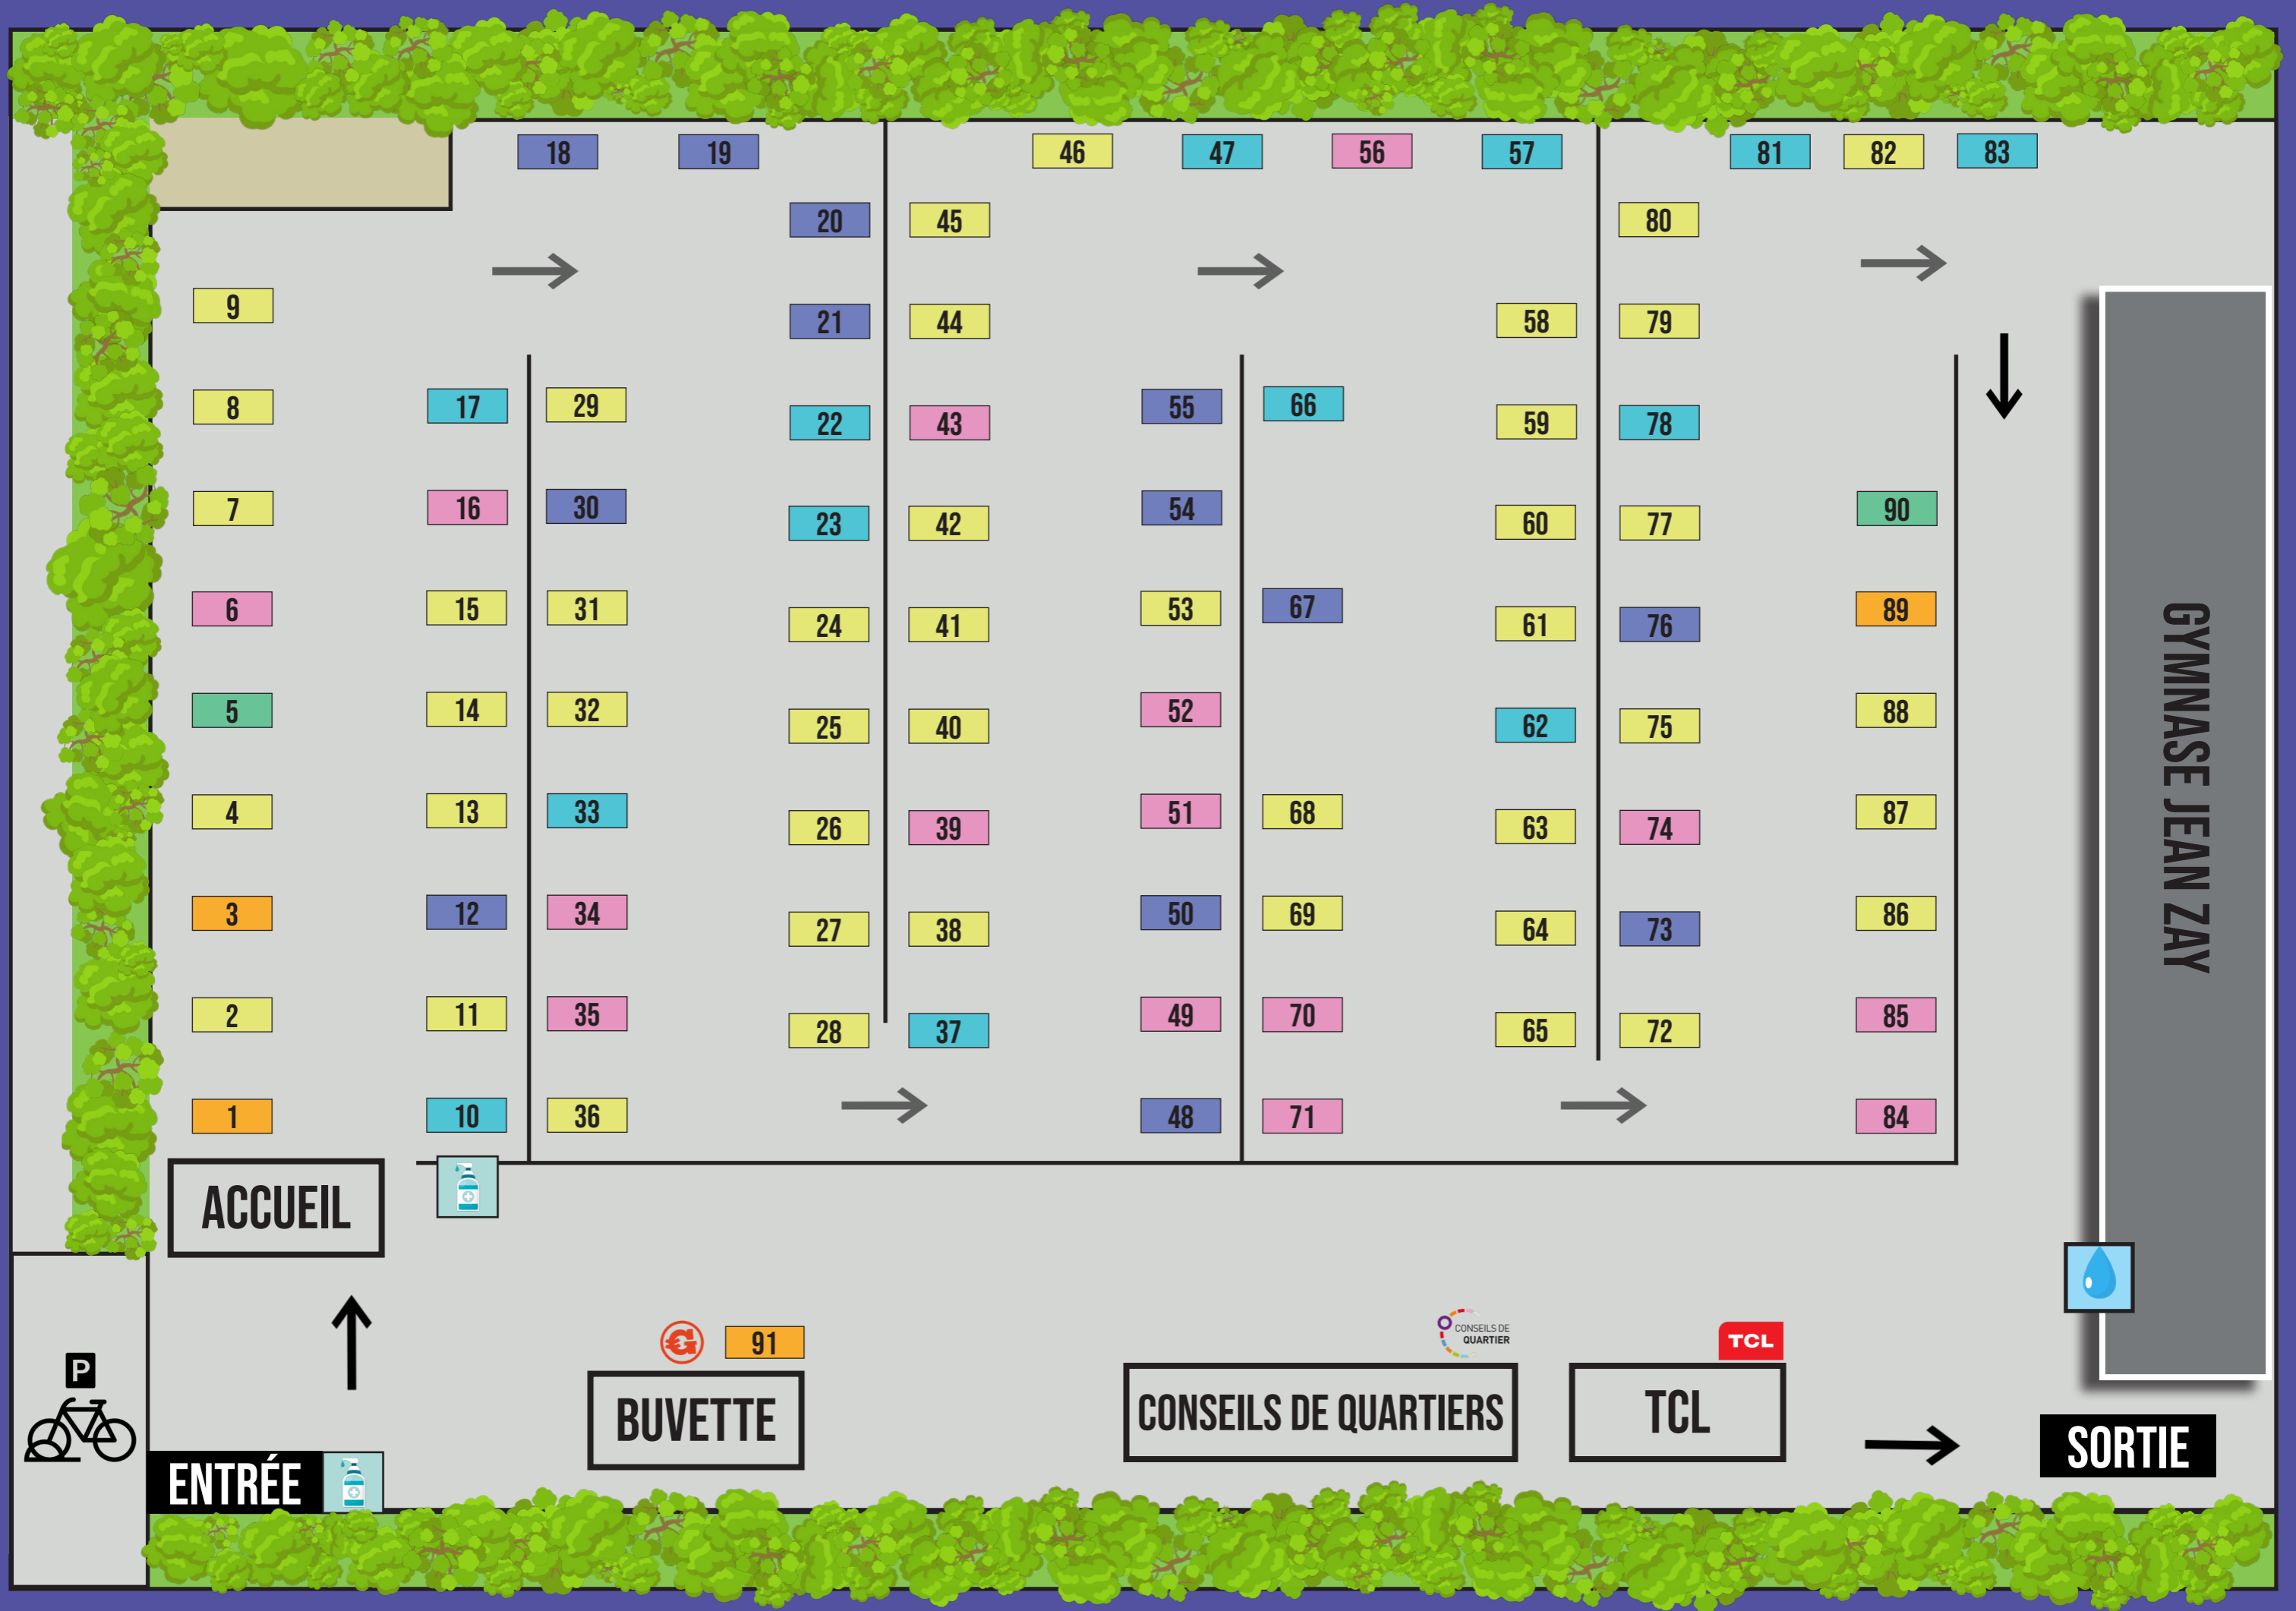 18 19 46 47 56 57 81 82 83
20 45 80
9
21 44 58 79
8 17 29 22 43 55 66 59 78
7 16 30 23 42 54 60 77 90
6 15 31 24 41 53 67 61 76 89
5 14 32 25 40 52 62 75 88
4 13 33 26 39 51 68 63 74 87
3 12 34 27 38 50 69 64 73 86
2 11 35 28 37 49 70 65 72 85
1 10 36 48 71 84
GYMNASE JEAN ZAY
ACCUEIL
91
CONSEILS DE
QUARTIER
TCL
P
BUVETTE
CONSEILS DE QUARTIERS
TCL
SORTIE
ENTRÉE